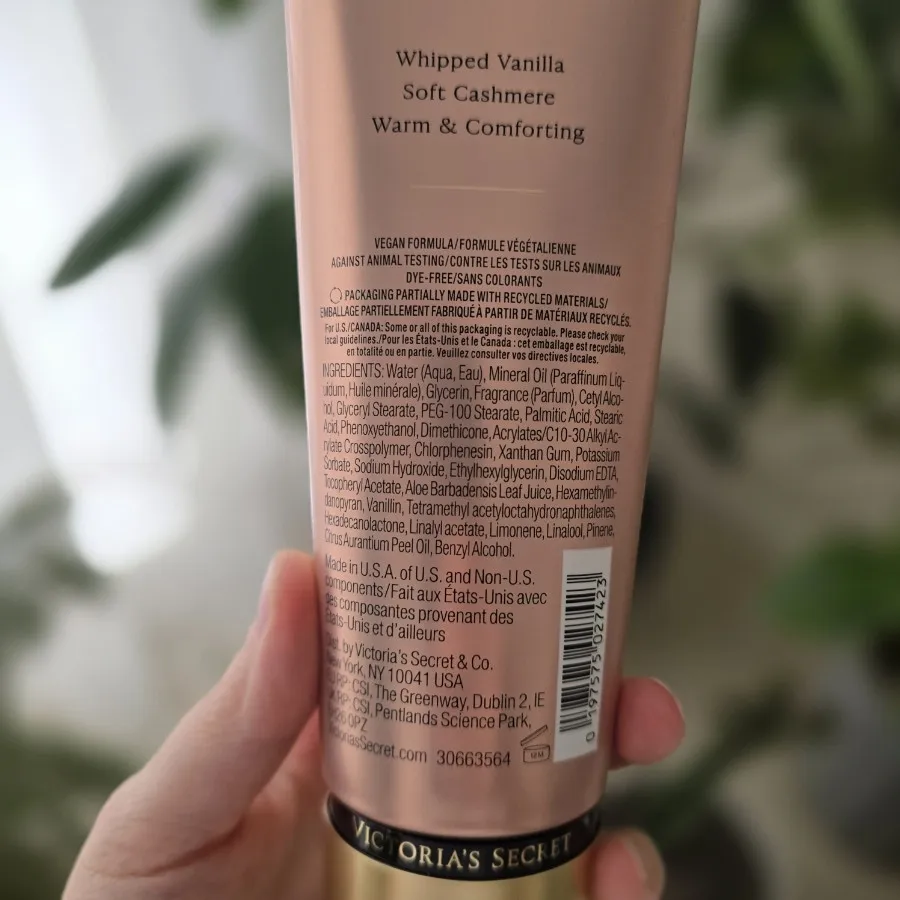 Whipped Vanilla
Soft Cashmere
Warm & Comforting
VEGAN FORMULA/FORMULE VÉGÉTALIENNE
AGAINST ANIMAL TESTING/CONTRE LES TESTS SUR LES ANIMAUX
DYE-FREE/SANS COLORANTS
PACKAGING PARTIALLY MADE WITH RECYCLED MATERIALS/
EMBALLAGE PARTIELLEMENT FABRIQUÉ À PARTIR DE MATÉRIAUX RECYCLÉS.
For U.S./CANADA: Some or all of this packaging is recyclable. Please check your
local guidelines./Pour les États-Unis et le Canada : cet emballage est recyclable,
en totalité ou en partie. Veuillez consulter vos directives locales.
INGREDIENTS: Water (Aqua, Eau), Mineral Oil (Paraffinum Liq-
uidum, Huile minérale), Glycerin, Fragrance (Parfum), Cetyl Alco-
hol, Glyceryl Stearate, PEG-100 Stearate, Palmitic Acid, Stearic
Acid, Phenoxyethanol, Dimethicone, Acrylates/C10-30 Alkyl Ac-
rylate Crosspolymer, Chlorphenesin, Xanthan Gum, Potassium
Sorbate, Sodium Hydroxide, Ethylhexylglycerin, Disodium EDTA,
Tocopheryl Acetate, Aloe Barbadensis Leaf Juice, Hexamethylin-
danopyran, Vanillin, Tetramethyl acetyloctahydronaphthalenes,
Hexadecanolactone, Linalyl acetate, Limonene, Linalool, Pinene,
Citrus Aurantium Peel Oil, Benzyl Alcohol.
Made in U.S.A. of U.S. and Non-U.S.
components/Fait aux États-Unis avec
des composantes provenant des
États-Unis et d'ailleurs
Dist. by Victoria's Secret & Co.
New York, NY 10041 USA
RP: CSI, The Greenway, Dublin 2, IE
RP: CSI, Pentlands Science Park,
0PZ
VictoriasSecret.com 30663564
12M
0 197575 027423
VICTORIA'S SECRET